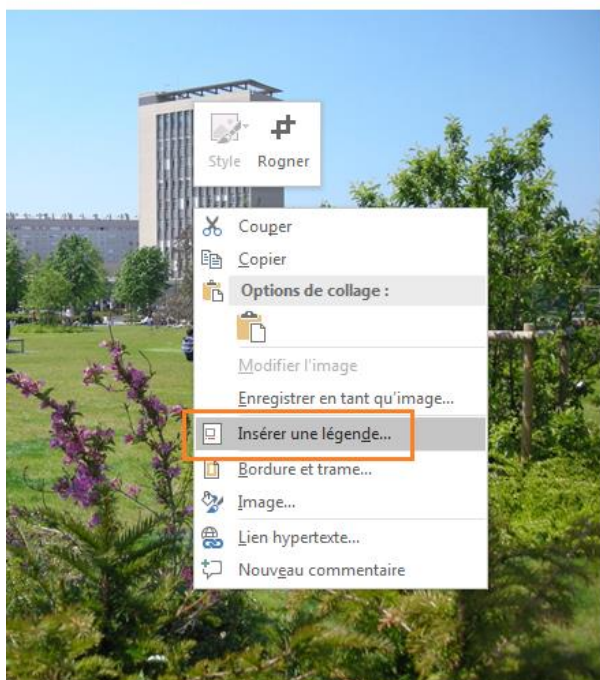 Style Rogner
Couper
Copier
Options de collage :
Modifier l'image
Enregistrer en tant qu'image...
Insérer une légende...
Bordure et trame...
Image...
Lien hypertexte...
Nouveau commentaire